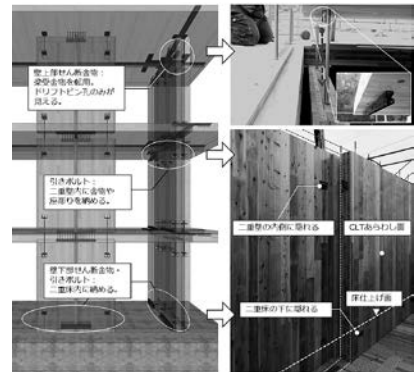 壁上部せん断金物：
梁受金物を転用。
ドリフトピン孔のみが
見える。
引きボルト：
二重壁内に金物や
座彫りを納める。
壁下部せん断金物・
引きボルト：
二重床内に納める。
二重壁の内側に隠れる
CLTあらわし面
床仕上げ面
二重床の下に隠れる